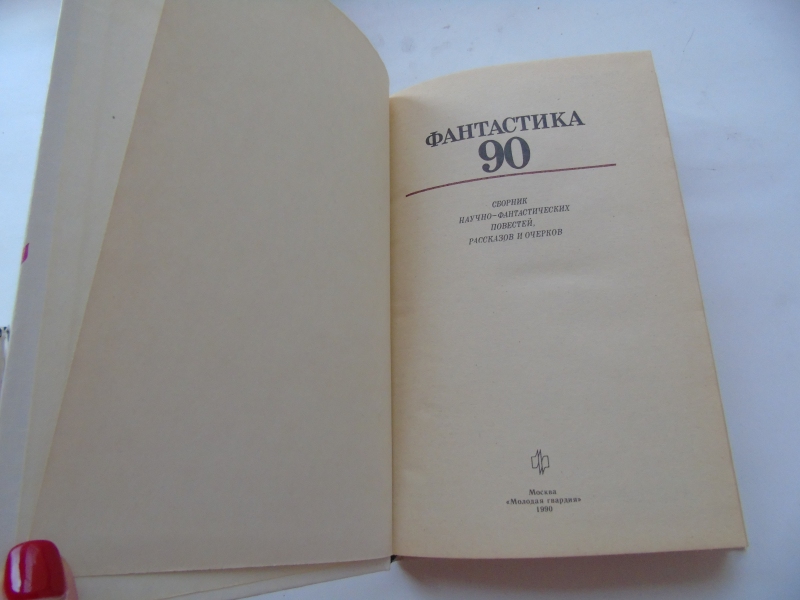 ФАНТАСТИКА
90
СБОРНИК
НАУЧНО-ФАНТАСТИЧЕСКИХ
ПОВЕСТЕЙ,
РАССКАЗОВ И ОЧЕРКОВ
Москва
«Молодая гвардия»
1990